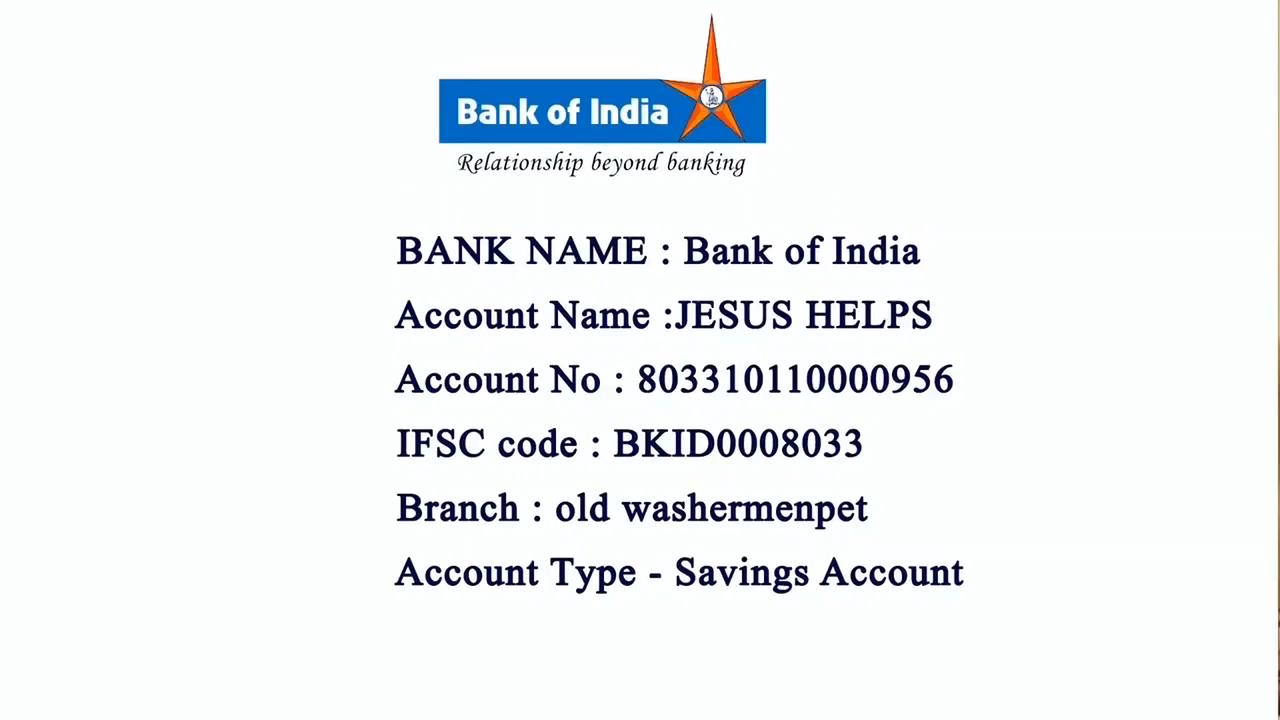 Bank of India
Relationship beyond banking
BANK NAME : Bank of India
Account Name :JESUS HELPS
Account No : 803310110000956
IFSC code : BKID0008033
Branch : old washermenpet
Account Type - Savings Account